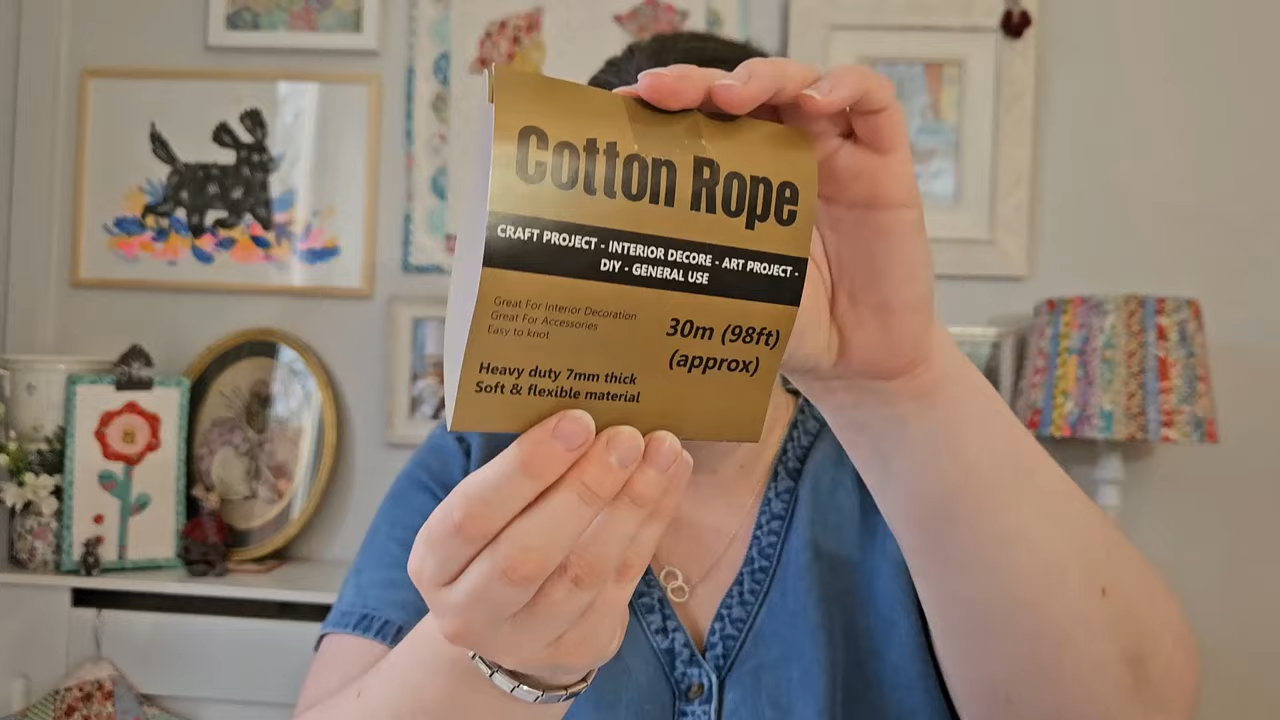 Cotton Rope
CRAFT PROJECT - INTERIOR DECORE - ART PROJECT -
DIY - GENERAL USE
Great For Interior Decoration
Great For Accessories
Easy to knot
30m (98ft)
(approx)
Heavy duty 7mm thick
Soft & flexible material